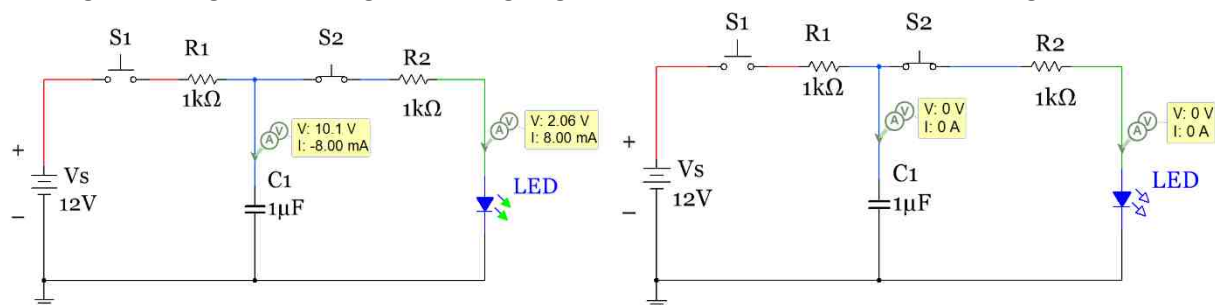 S1
R1
1kΩ
S2
R2
1kΩ
V: 10.1 V
I: -8.00 mA
V: 2.06 V
I: 8.00 mA
+
Vs
12V
−
C1
1µF
LED
S1
R1
1kΩ
S2
R2
1kΩ
V: 0 V
I: 0 A
V: 0 V
I: 0 A
+
Vs
12V
−
C1
1µF
LED
A
V
A
V
A
V
A
V